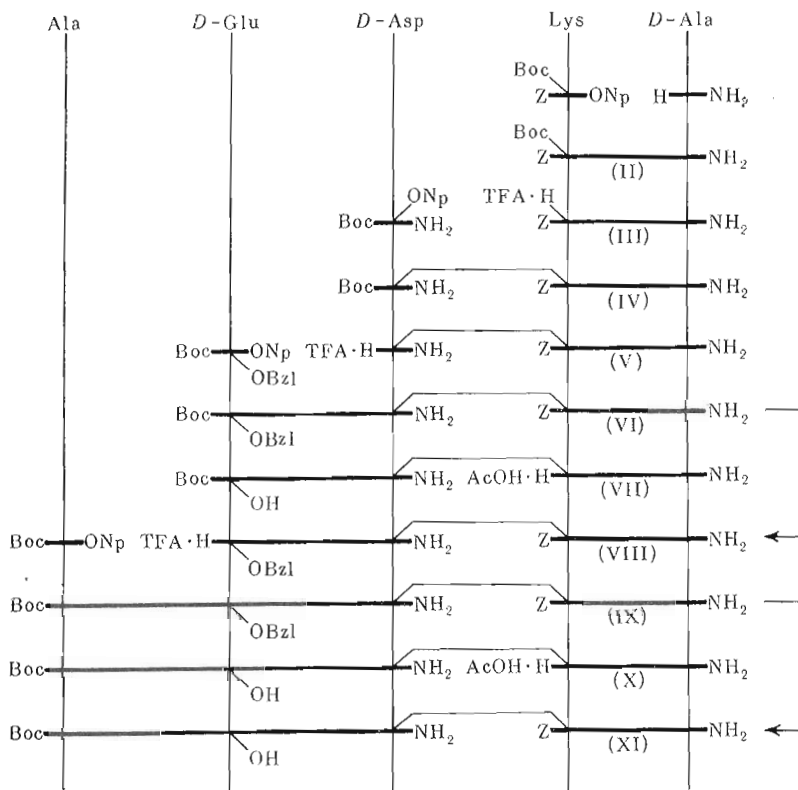 Ala D-Glu D-Asp Lys D-Ala
Boc
Z ONp H NH₂
Boc
Z NH₂
(II)
ONp TFA·H
Boc NH₂ Z NH₂
(III)
Boc NH₂ Z NH₂
(IV)
Boc ONp TFA·H NH₂ Z NH₂
OBzl (V)
Boc NH₂ Z NH₂
OBzl (VI)
Boc NH₂ AcOH·H NH₂
OH (VII)
Boc ONp TFA·H NH₂ Z NH₂
OBzl (VIII)
Boc NH₂ Z NH₂
OBzl (IX)
Boc NH₂ AcOH·H NH₂
OH (X)
Boc NH₂ Z NH₂
OH (XI)